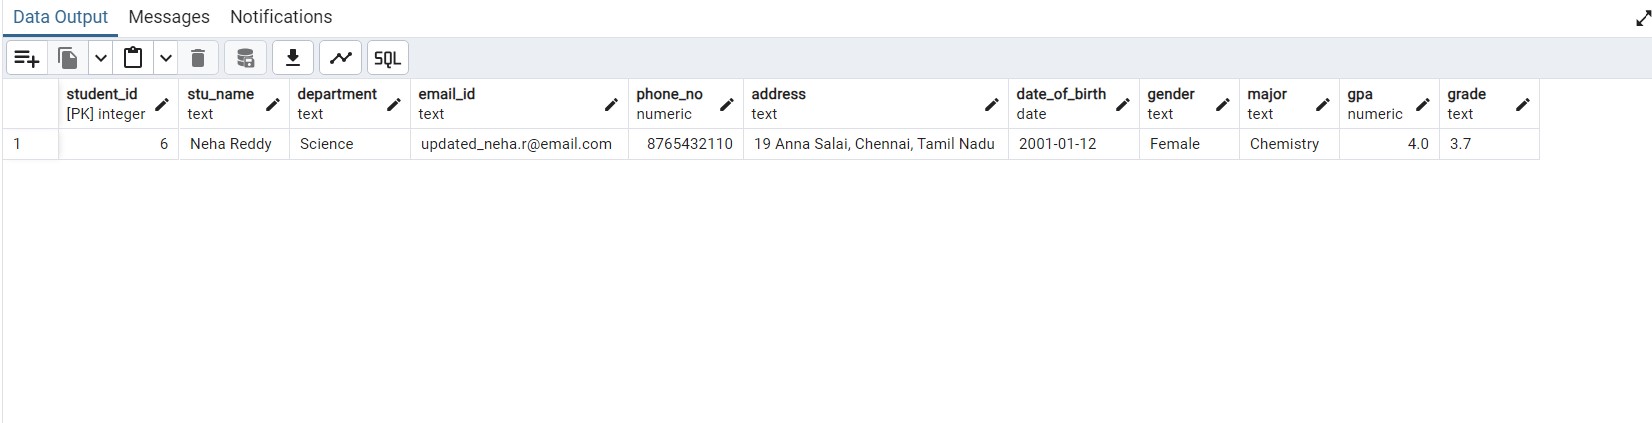 Data Output Messages Notifications
SQL
student_id stu_name department email_id phone_no address date_of_birth gender major gpa grade
[PK] integer text text text numeric text date text text numeric text
1 6 Neha Reddy Science updated_neha.r@email.com 8765432110 19 Anna Salai, Chennai, Tamil Nadu 2001-01-12 Female Chemistry 4.0 3.7